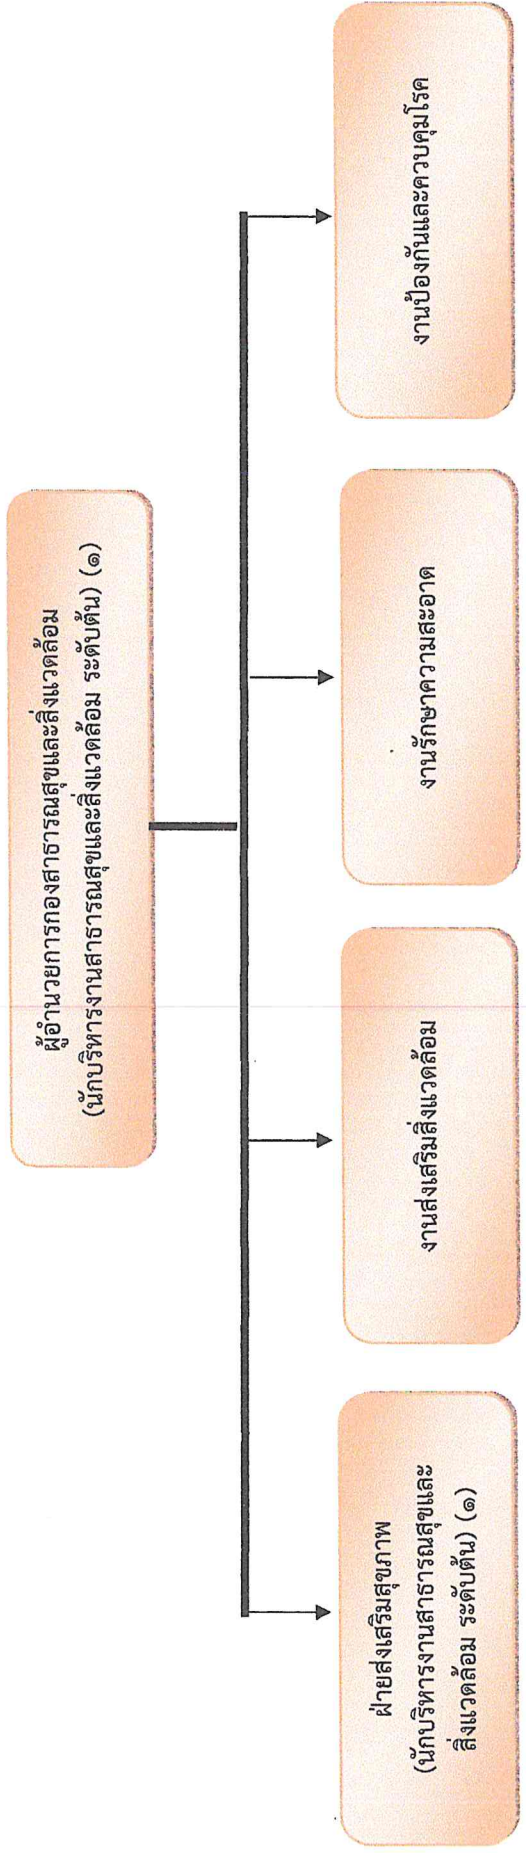 ผู้อำนวยการกองสาธารณสุขและสิ่งแวดล้อม
(นักบริหารงานสาธารณสุขและสิ่งแวดล้อม ระดับต้น) (๑)
ฝ่ายส่งเสริมสุขภาพ
(นักบริหารงานสาธารณสุขและ
สิ่งแวดล้อม ระดับต้น) (๑)
งานส่งเสริมสิ่งแวดล้อม
งานรักษาความสะอาด
งานป้องกันและควบคุมโรค